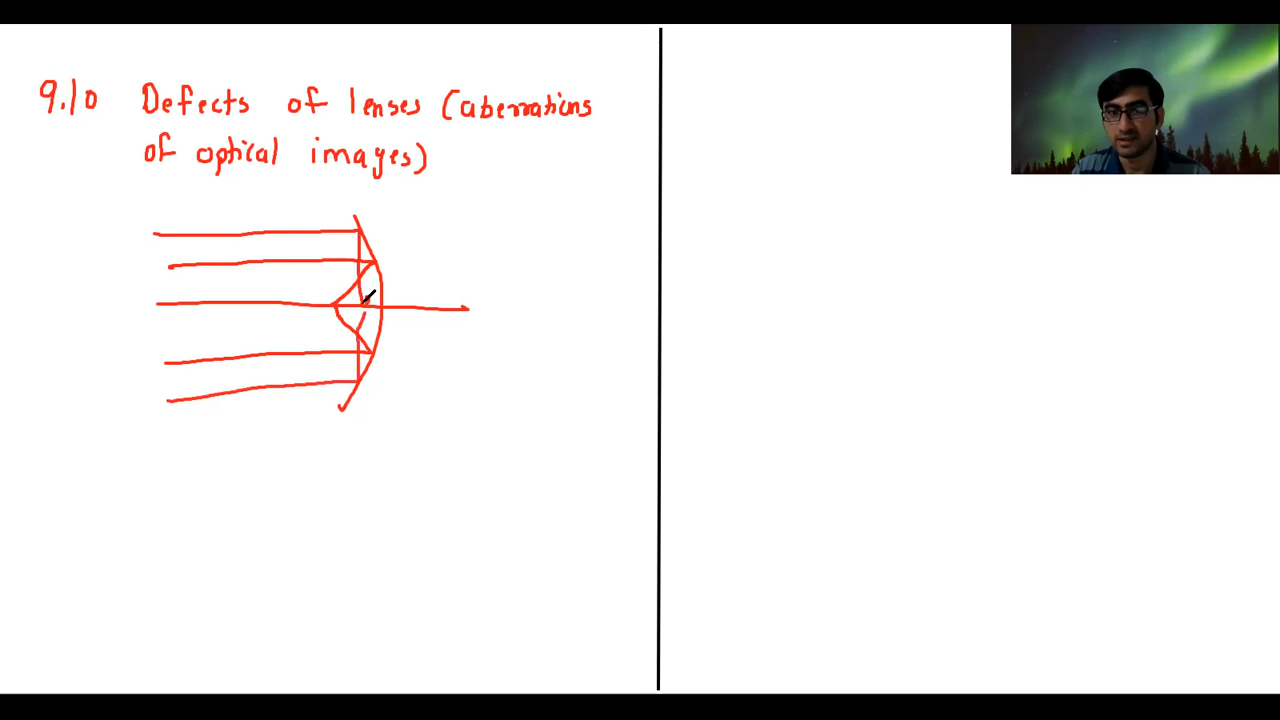 9.10 Defects of lenses (aberrations
of optical images)